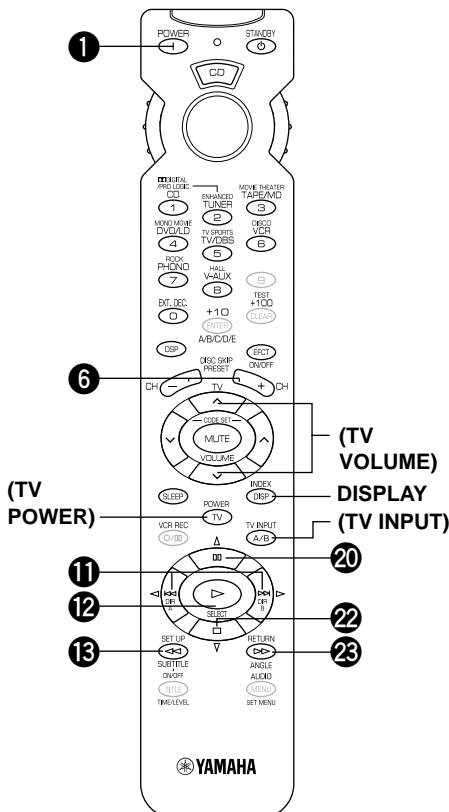 ❶
POWER
STANDBY
CD
DIGITAL
/PRO LOGIC
CD
1
ENHANCED
TUNER
2
MOVIE THEATER
TAPE/MD
3
MONO MOVIE
DVD/LD
4
TV SPORTS
TV/DBS
5
DISCO
VCR
6
ROCK
PHONO
7
HALL
V-AUX
8
9
EXT. DEC.
0
+10
ENTER
A/B/C/D/E
TEST
+100
CLEAR
DSP
EFCT
ON/OFF
DISC SKIP
PRESET
❻
CH −
TV
+ CH
CODE SET
MUTE
VOLUME
(TV
VOLUME)
SLEEP
INDEX
DISP
DISPLAY
(TV
POWER)
POWER
TV
VCR REC
TV INPUT
A/B
(TV INPUT)
⓫
⓴
DIR
A
DIR
B
⓬
SELECT
⓭
SET UP
SUBTITLE
ON/OFF
TITLE
TIME/LEVEL
⓶⓶
RETURN
⓶⓷
ANGLE
AUDIO
MENU
SET MENU
YAMAHA